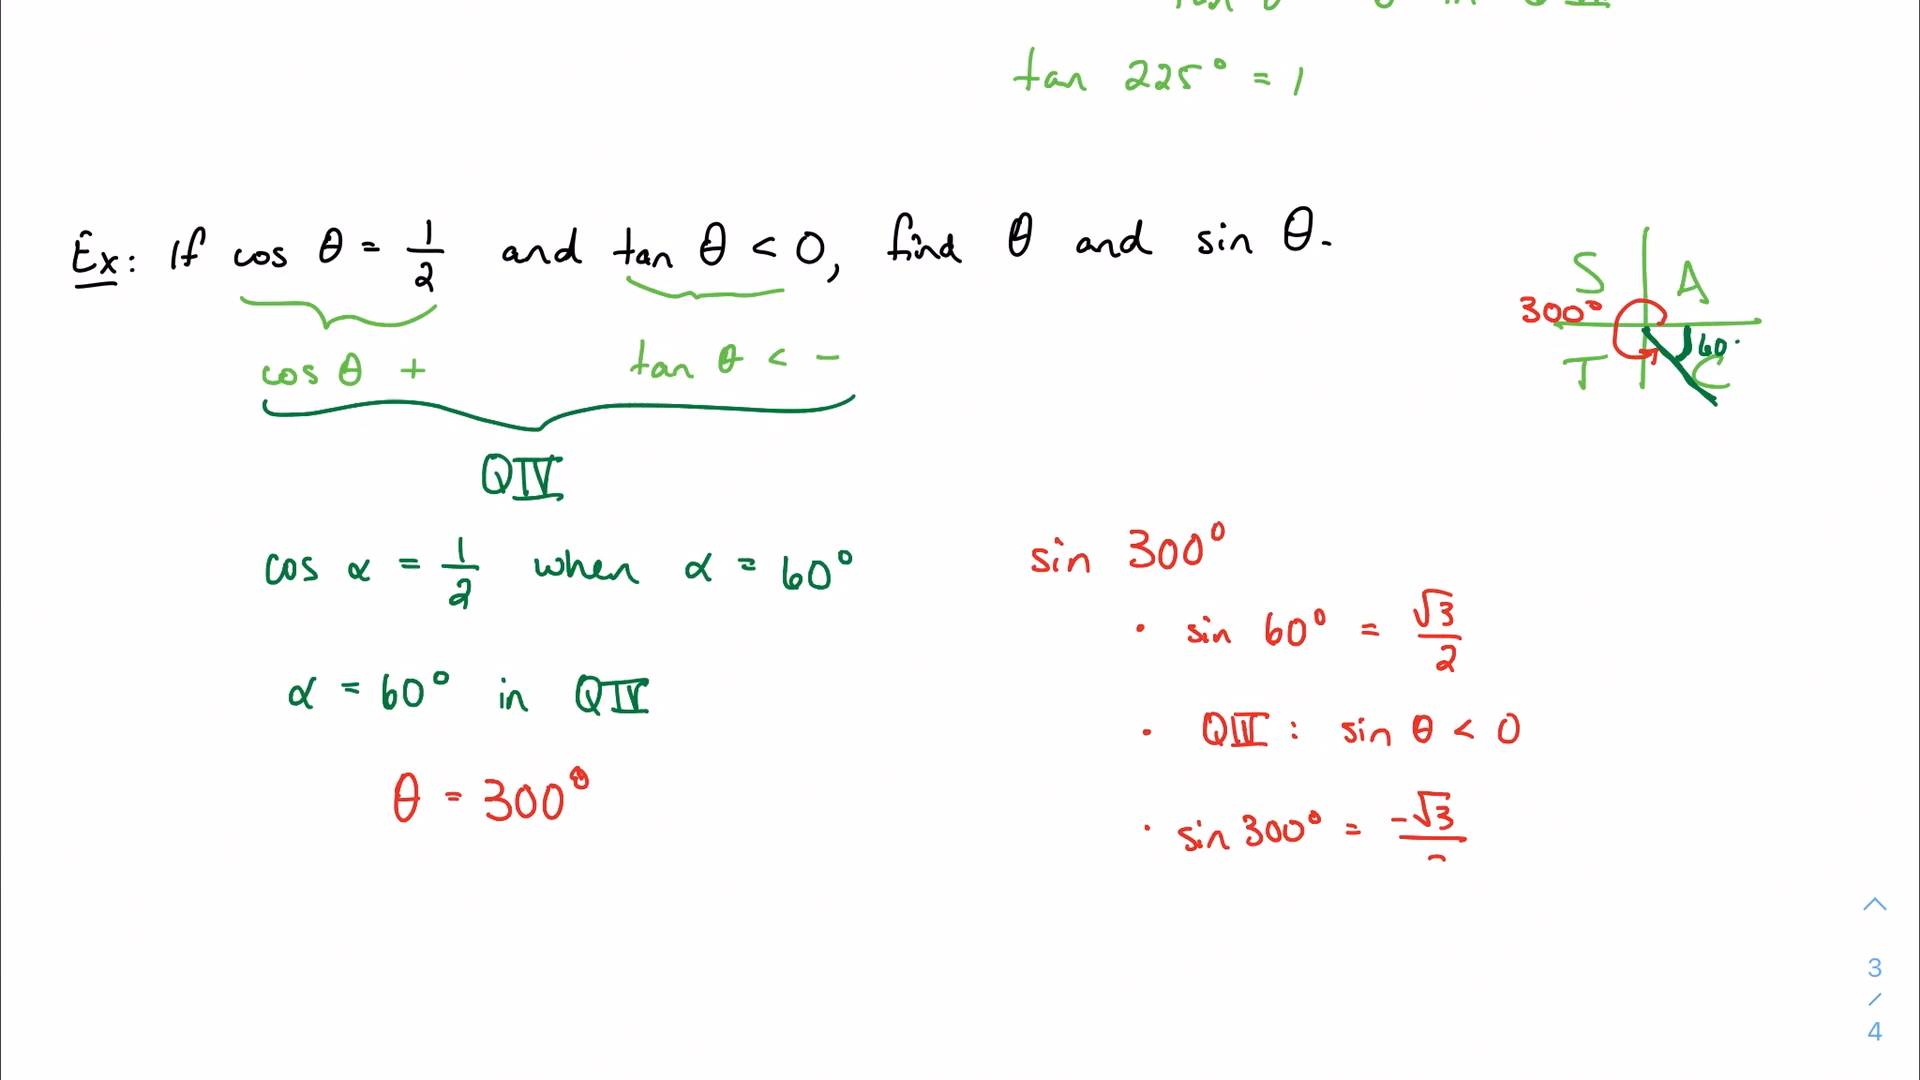 tan 225° = 1
Ex: If cos θ = 1/2 and tan θ < 0, find θ and sin θ.
cos θ +
tan θ < -
QIV
cos α = 1/2 when α = 60°
α = 60° in QIV
θ = 300°
S A
300°
60°
T C
sin 300°
• sin 60° = √3/2
• QIV : sin θ < 0
• sin 300° = -√3/
3
/
4